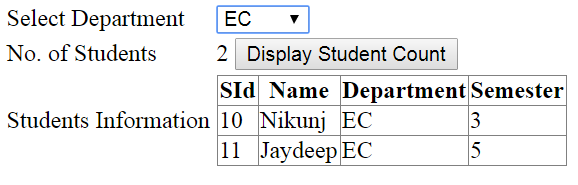 Select Department EC
No. of Students 2 Display Student Count
SId Name Department Semester
Students Information 10 Nikunj EC 3
11 Jaydeep EC 5